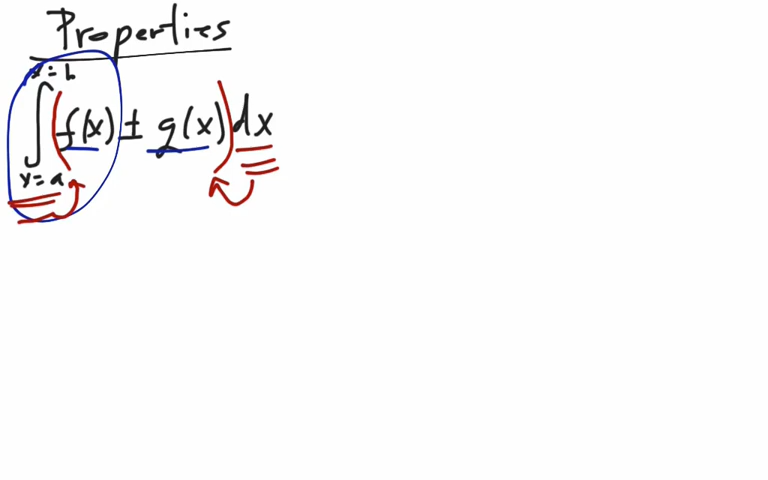 Properties
x = b
∫ (f(x) ± g(x)) dx
x = a